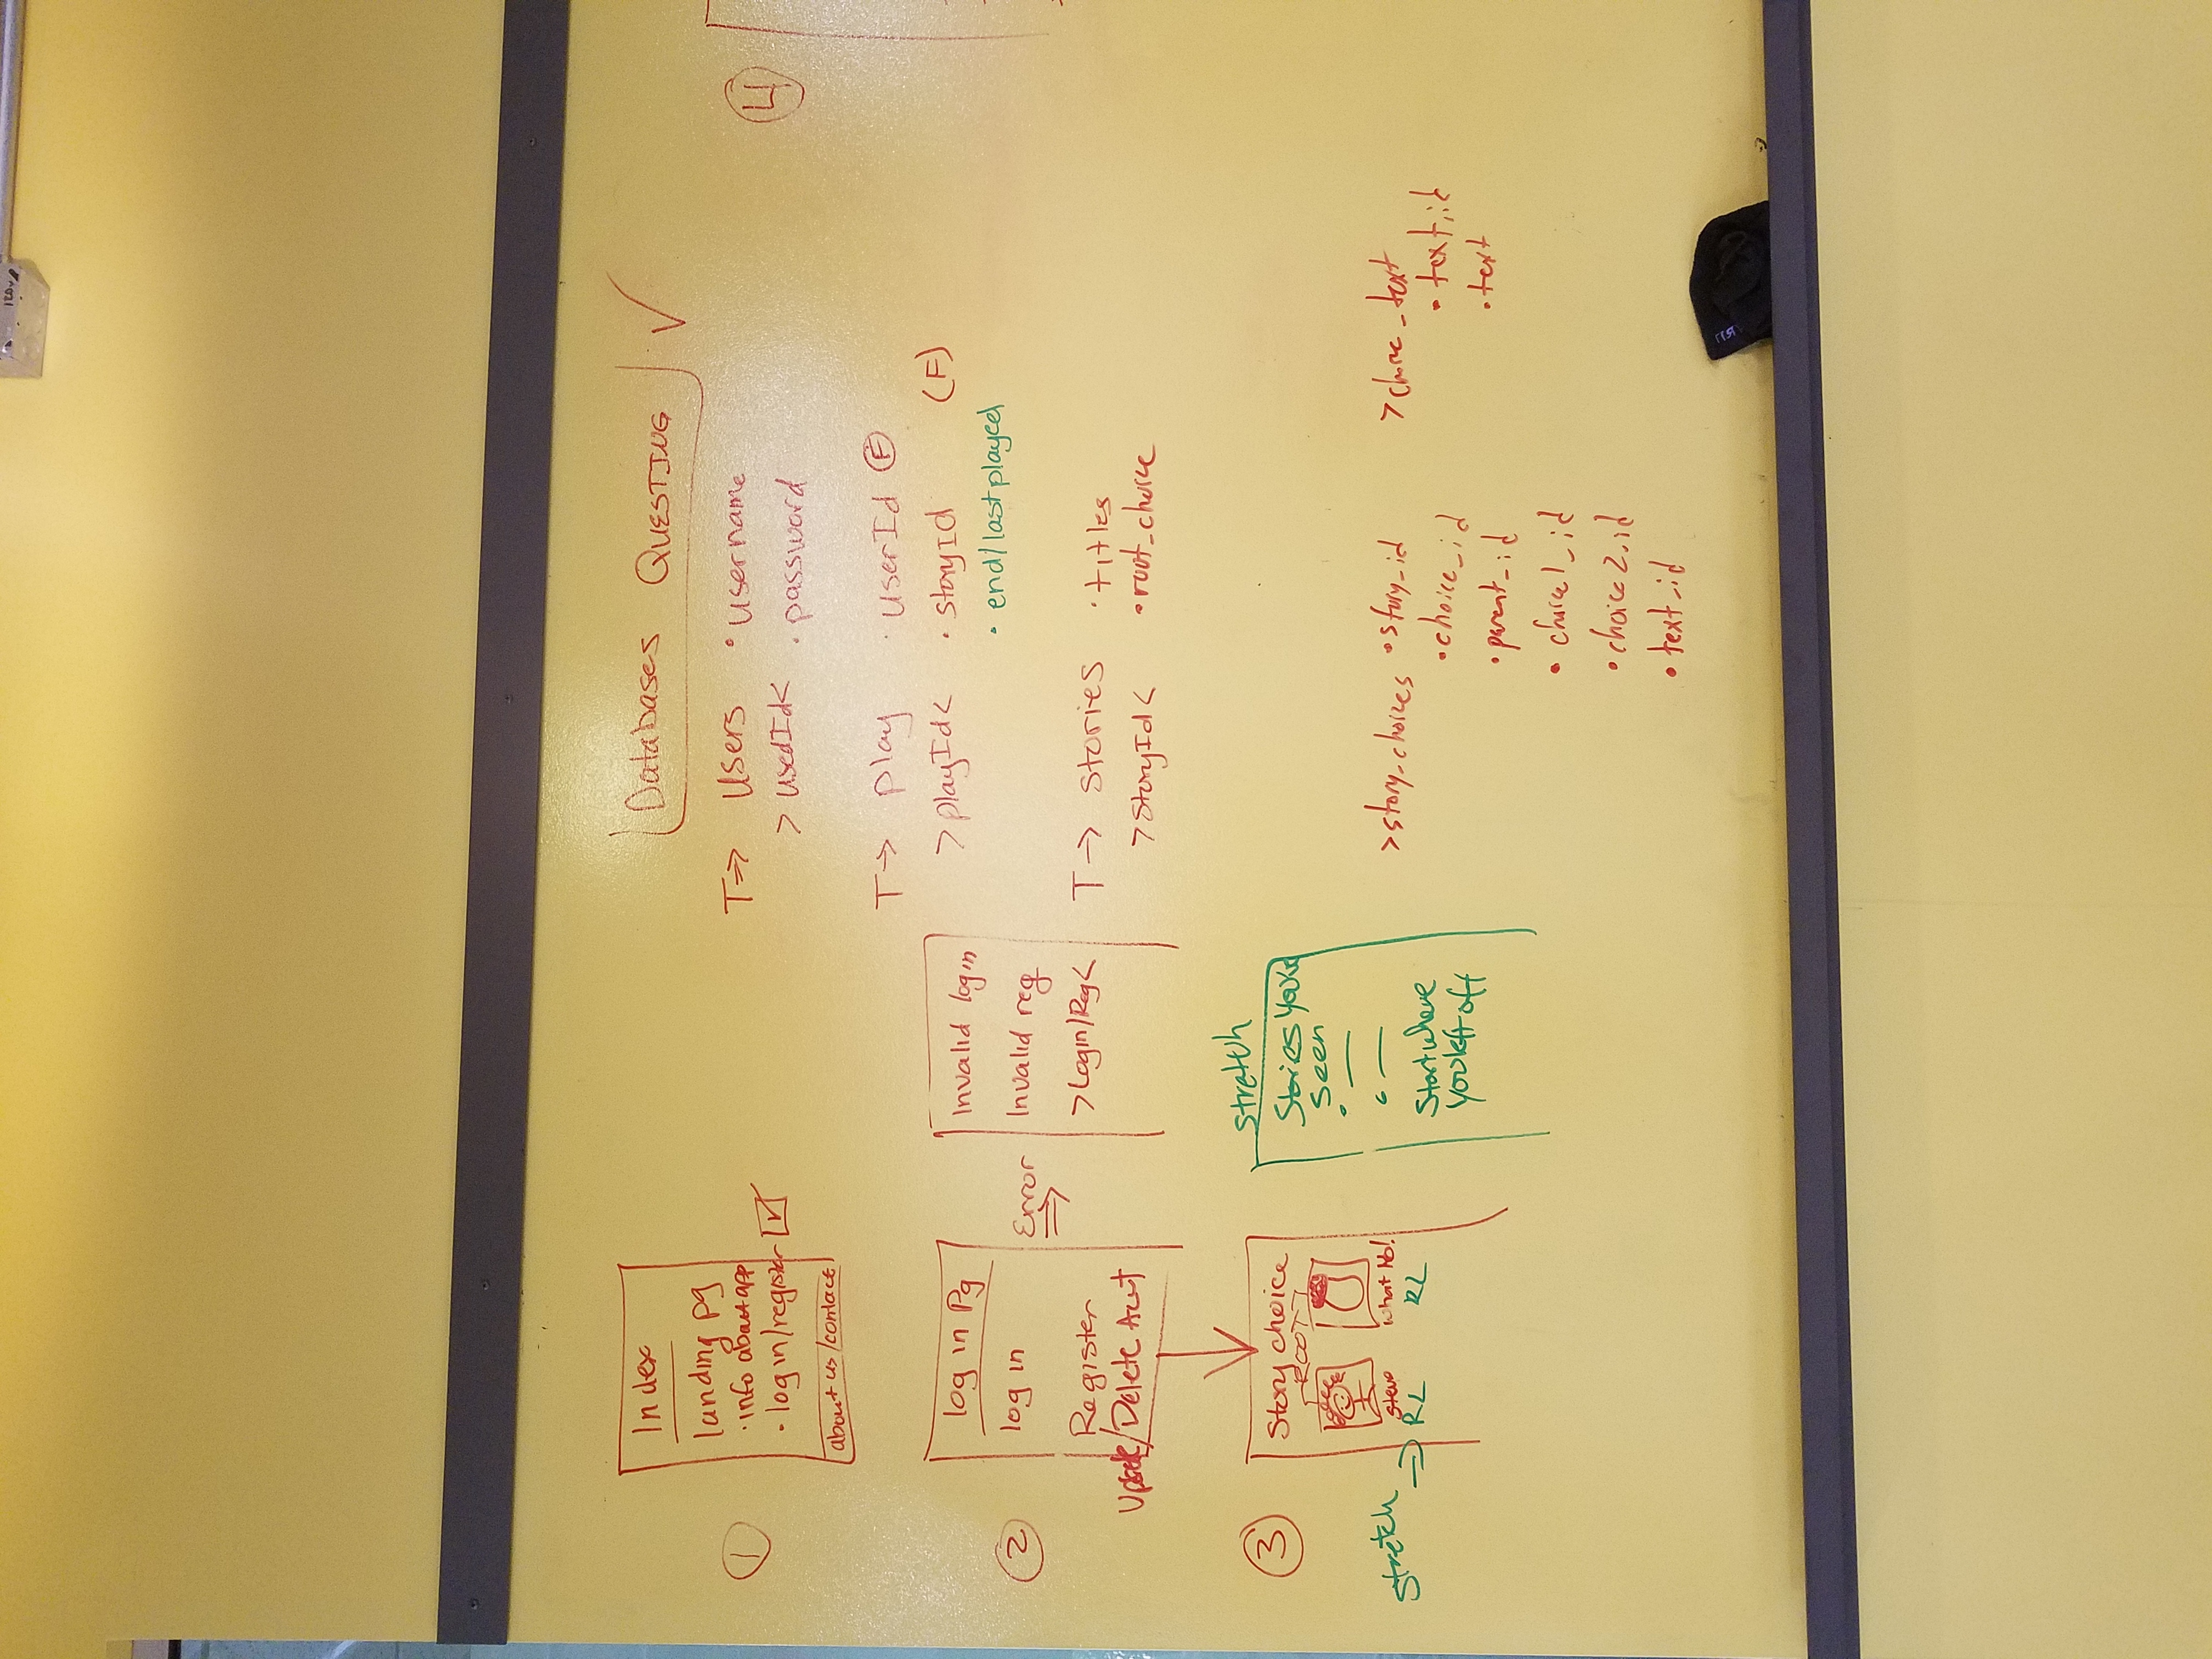 120v
1
Index
landing pg
· info about app
· log in/register
about us/contact
2
log in Pg
log in
Register
Update/Delete Acct
Error
Invalid login
Invalid reg
>Login/Reg<
3
Story choice
ROOT
Steve
What No!
Stretch
RL
RL
Stretch
Stories You've
Seen
Start where
you left off
Databases QUESTING
T⇒ Users · username
> usedId< · password
T→ play · userId F
>playId< · storyId (F)
· end/lastplayed
T→ stories · titles
>StoryId< · root_choice
>story_choices · story_id
· choice_id
· parent_id
· choice1_id
· choice2_id
· text_id
>choice_text
· text_id
· text
4